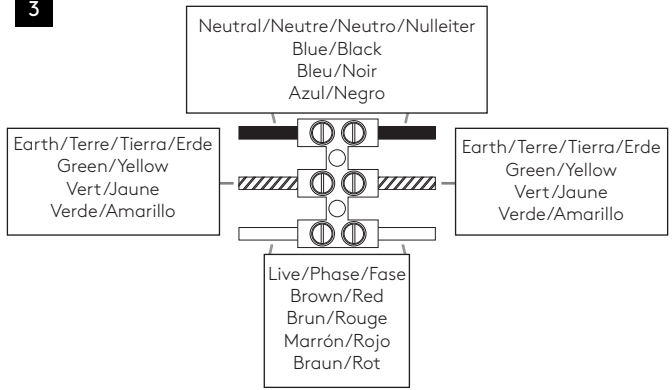 3
Neutral/Neutre/Neutro/Nulleiter
Blue/Black
Bleu/Noir
Azul/Negro
Earth/Terre/Tierra/Erde
Green/Yellow
Vert/Jaune
Verde/Amarillo
Earth/Terre/Tierra/Erde
Green/Yellow
Vert/Jaune
Verde/Amarillo
Live/Phase/Fase
Brown/Red
Brun/Rouge
Marrón/Rojo
Braun/Rot